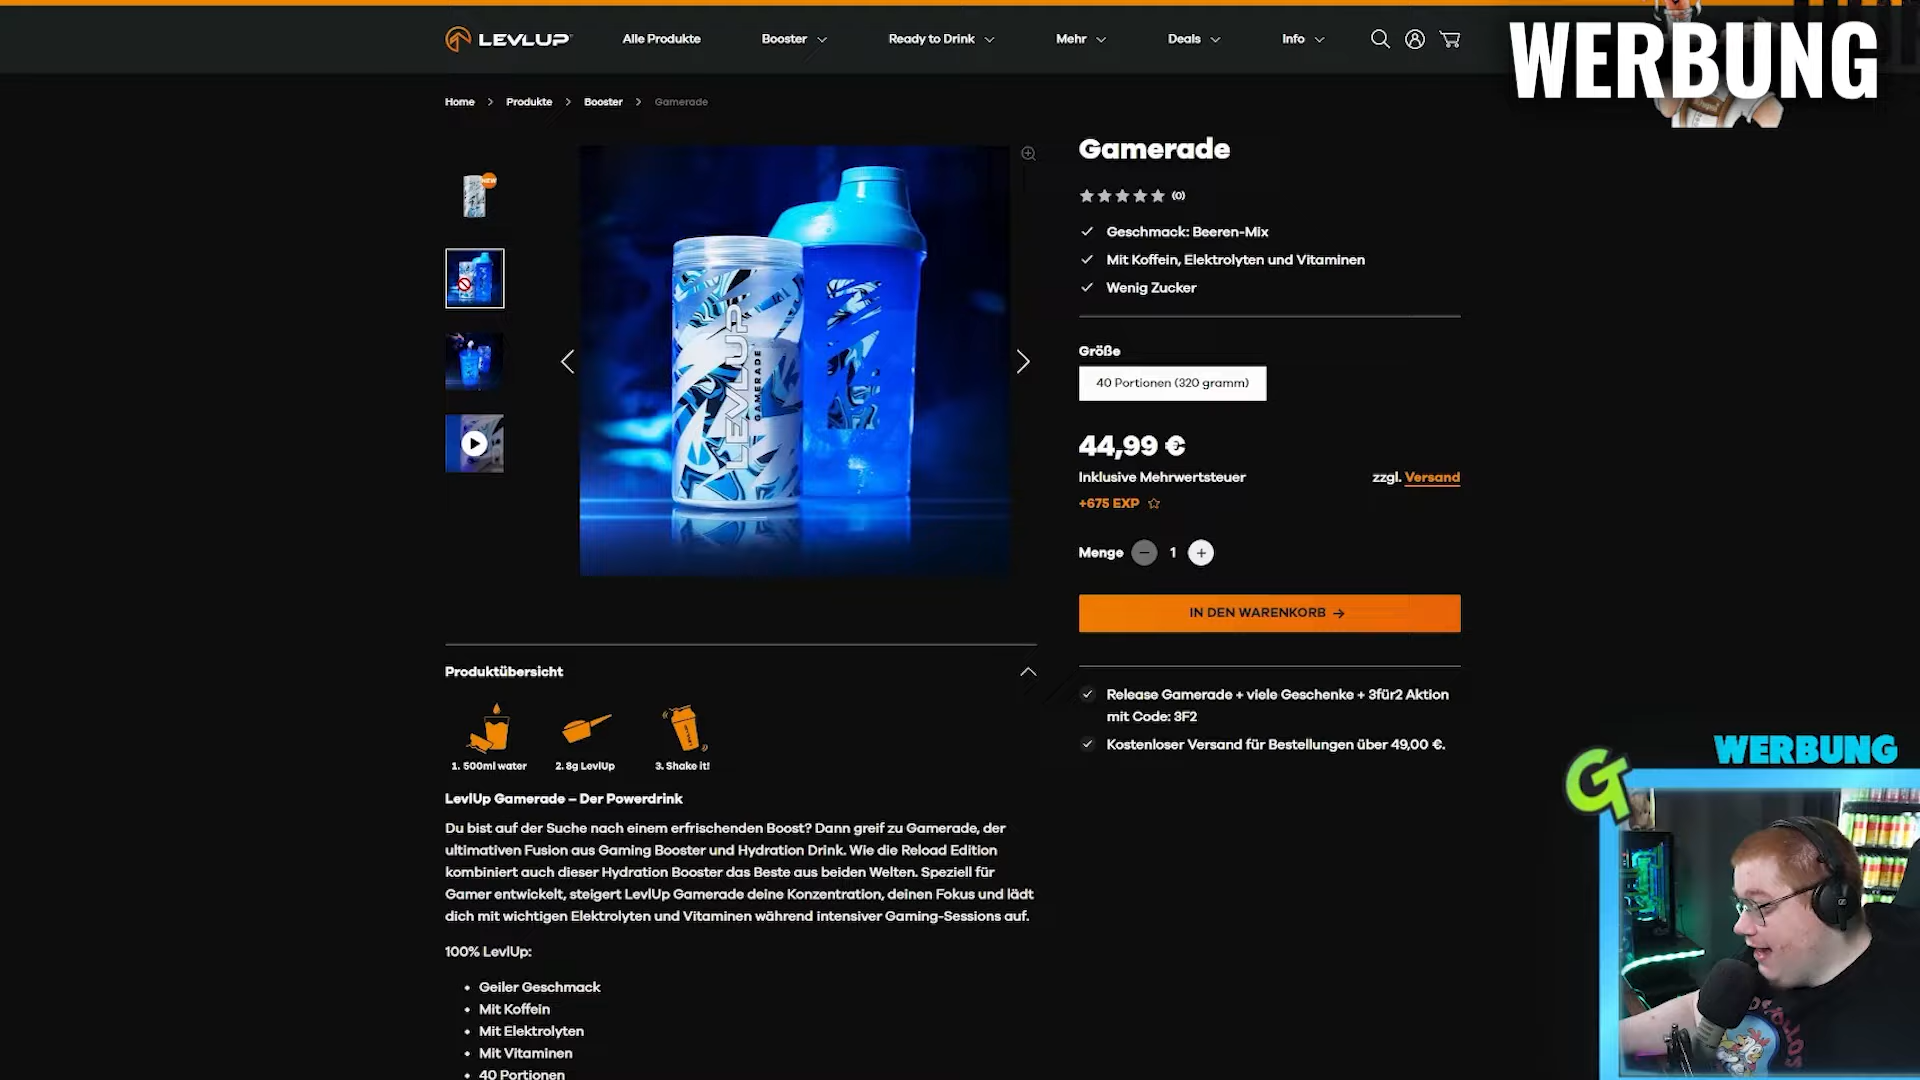 LEVLUP
Alle Produkte
Booster
Ready to Drink
Mehr
Deals
Info
WERBUNG
Home > Produkte > Booster > Gamerade
NEW
LEVLUP
GAMERADE
Gamerade
(0)
Geschmack: Beeren-Mix
Mit Koffein, Elektrolyten und Vitaminen
Wenig Zucker
Größe
40 Portionen (320 gramm)
44,99 €
Inklusive Mehrwertsteuer
zzgl. Versand
+675 EXP
Menge
1
IN DEN WARENKORB →
Release Gamerade + viele Geschenke + 3für2 Aktion
mit Code: 3F2
Kostenloser Versand für Bestellungen über 49,00 €.
Produktübersicht
1. 500ml water
2. 8g LevlUp
3. Shake it!
LevlUp Gamerade – Der Powerdrink
Du bist auf der Suche nach einem erfrischenden Boost? Dann greif zu Gamerade, der
ultimativen Fusion aus Gaming Booster und Hydration Drink. Wie die Reload Edition
kombiniert auch dieser Hydration Booster das Beste aus beiden Welten. Speziell für
Gamer entwickelt, steigert LevlUp Gamerade deine Konzentration, deinen Fokus und lädt
dich mit wichtigen Elektrolyten und Vitaminen während intensiver Gaming-Sessions auf.
100% LevlUp:
• Geiler Geschmack
• Mit Koffein
• Mit Elektrolyten
• Mit Vitaminen
• 40 Portionen
WERBUNG
GT